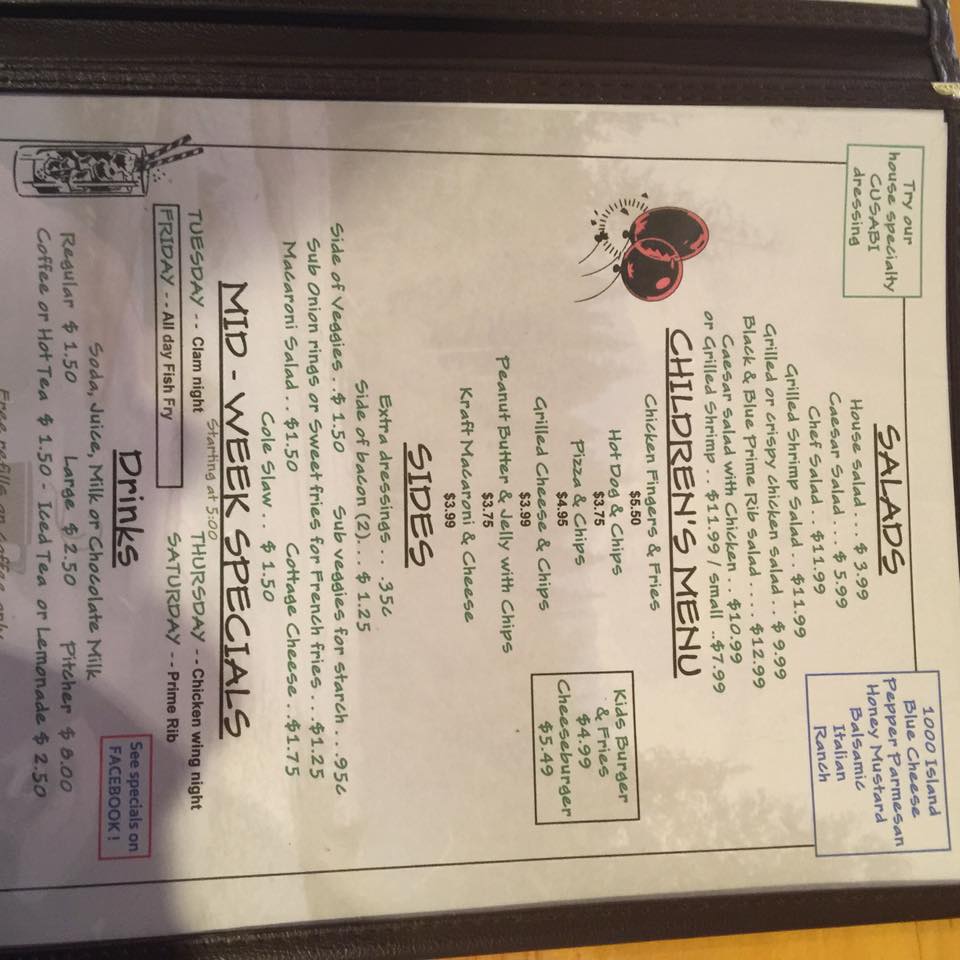 Try our
house specialty
CUSABI
dressing
SALADS
House Salad . . . $ 3.99
Caesar Salad . . . $ 5.99
Chef Salad . . $11.99
Grilled Shrimp Salad . . $11.99
Grilled or crispy chicken salad . . $ 9.99
Black & Blue Prime Rib salad . . . . $12.99
Caesar Salad with Chicken . . $10.99
or Grilled Shrimp . . $11.99 / small ..$7.99
1000 Island
Blue Cheese
Pepper Parmesan
Honey Mustard
Balsamic
Italian
Ranch
CHILDREN'S MENU
Chicken Fingers & Fries
$5.50
Hot Dog & Chips
$3.75
Pizza & Chips
$4.95
Grilled Cheese & Chips
$3.99
Peanut Butter & Jelly with Chips
$3.75
Kraft Macaroni & Cheese
$3.99
Kids Burger
& Fries
$4.99
Cheeseburger
$5.49
SIDES
Extra dressings . . .35¢
Side of bacon (2). . . $ 1.25
Side of Veggies . . $ 1.50 Sub veggies for starch . . .95¢
Sub Onion rings or Sweet fries for French fries . . .$1.25
Macaroni Salad . . $1.50 Cottage Cheese . .$1.75
Cole Slaw . . $ 1.50
MID - WEEK SPECIALS
Starting at 5:00
TUESDAY -- Clam night THURSDAY -- Chicken wing night
FRIDAY -- All day Fish Fry SATURDAY -- Prime Rib
Drinks
See specials on
FACEBOOK !
Soda, Juice, Milk or Chocolate Milk
Regular $ 1.50 Large $ 2.50 Pitcher $ 8.00
Coffee or Hot Tea $ 1.50 - Iced Tea or Lemonade $ 2.50
Free refills on coffee only